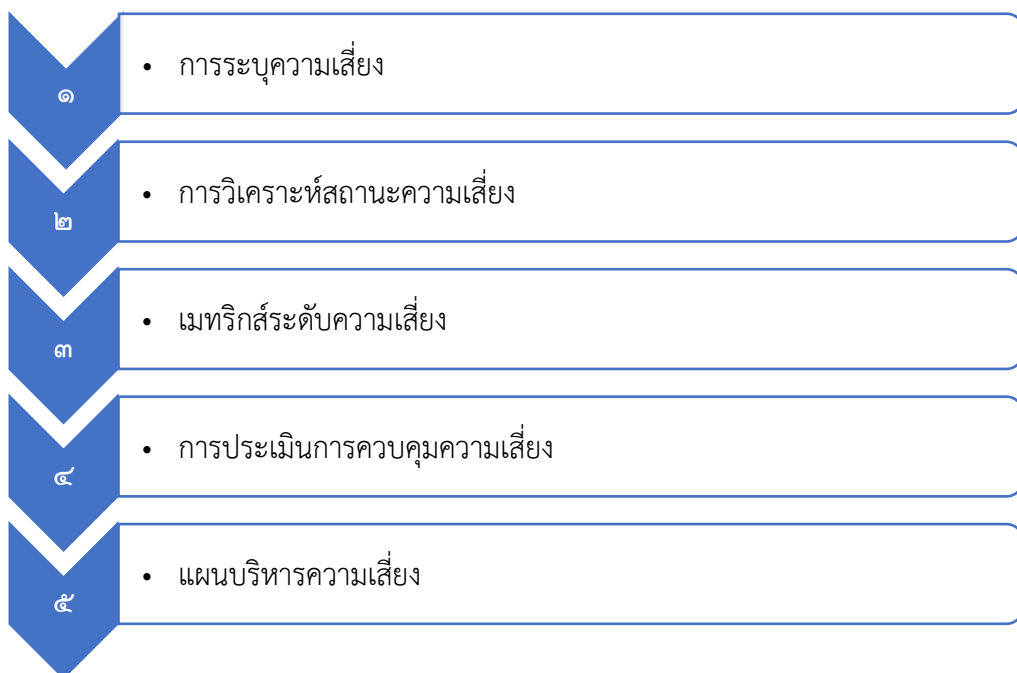 ๑
• การระบุความเสี่ยง
๒
• การวิเคราะห์สถานะความเสี่ยง
๓
• เมทริกส์ระดับความเสี่ยง
๔
• การประเมินการควบคุมความเสี่ยง
๕
• แผนบริหารความเสี่ยง